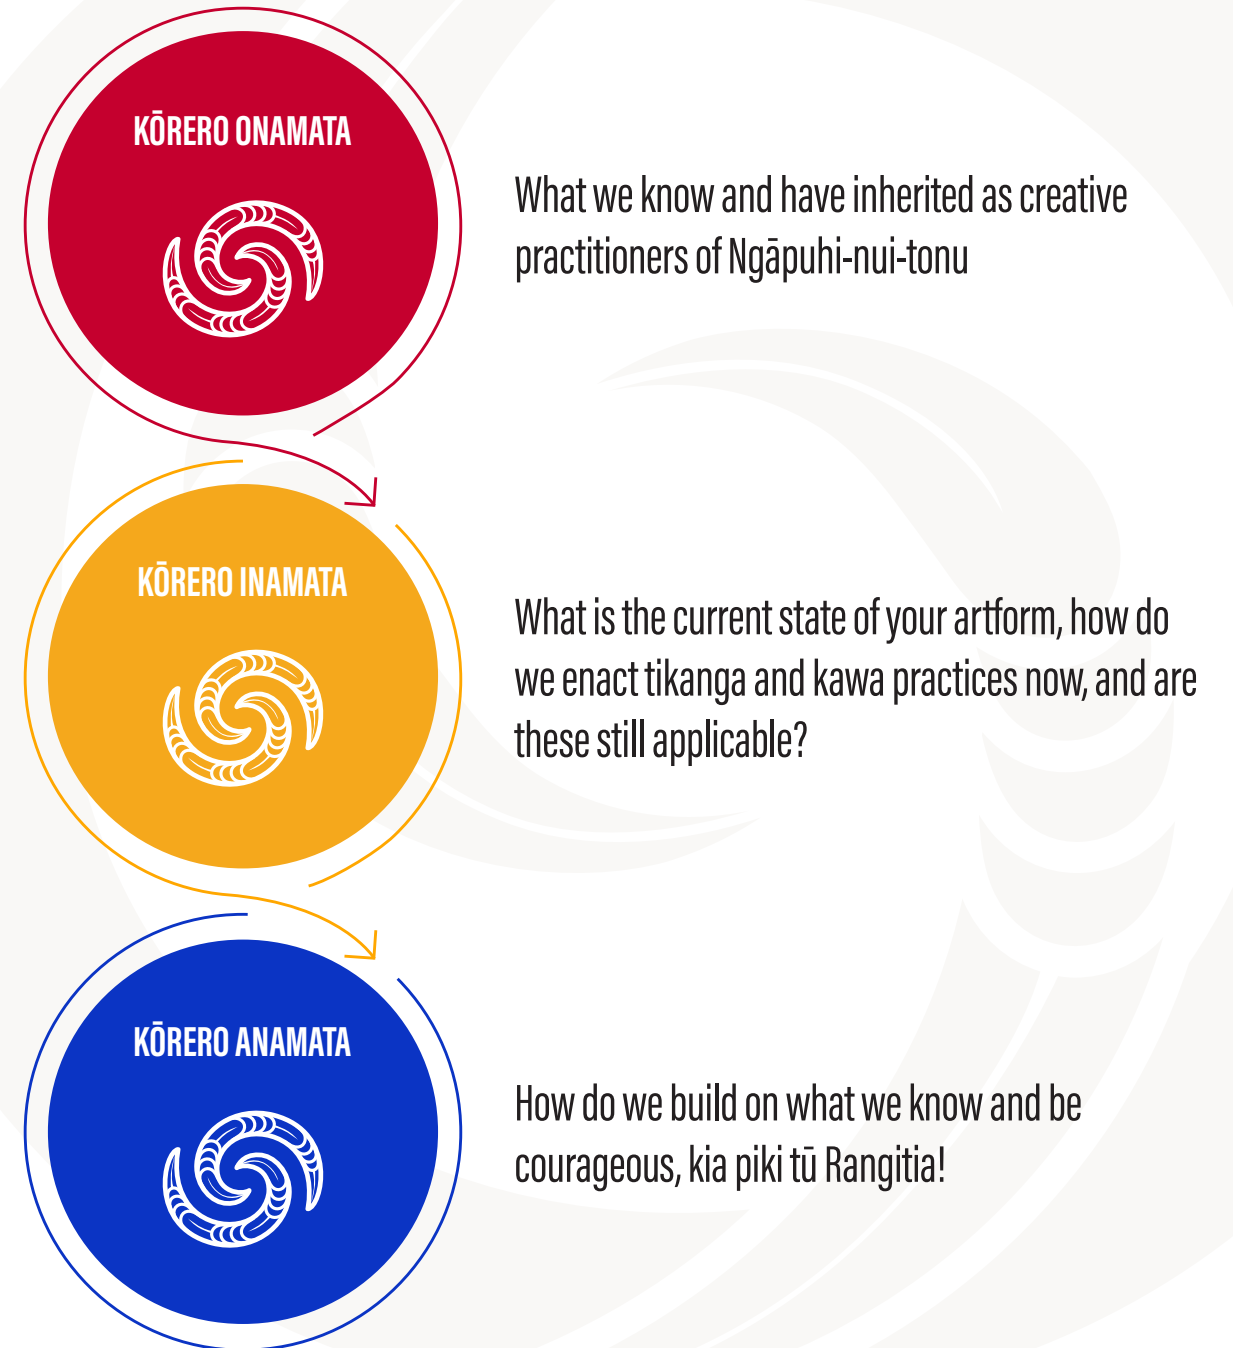 KŌRERO ONAMATA
What we know and have inherited as creative
practitioners of Ngāpuhi-nui-tonu
KŌRERO INAMATA
What is the current state of your artform, how do
we enact tikanga and kawa practices now, and are
these still applicable?
KŌRERO ANAMATA
How do we build on what we know and be
courageous, kia piki tū Rangitia!